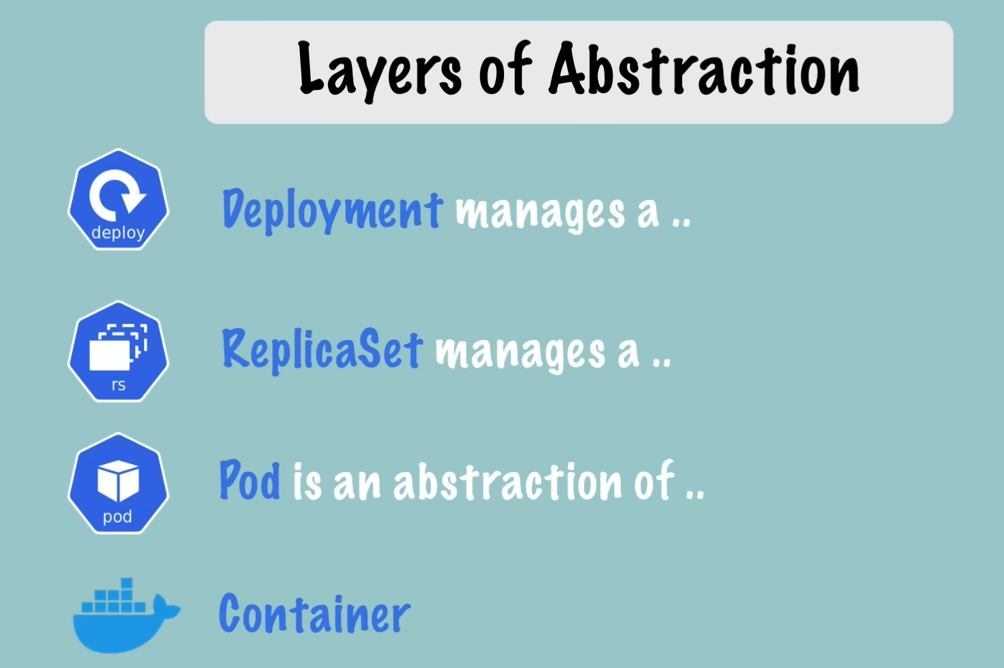 Layers of Abstraction
deploy
Deployment manages a ..
rs
ReplicaSet manages a ..
pod
Pod is an abstraction of ..
Container